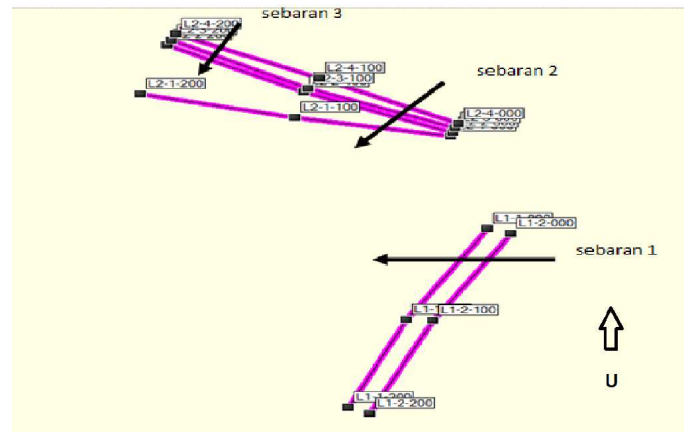 sebaran 3
L2-4-200
L2-4-100
L2-3-100
sebaran 2
L2-1-200
L2-1-100
L2-4-000
L1-2-000
sebaran 1
L1-2-100
L1-2-200
U